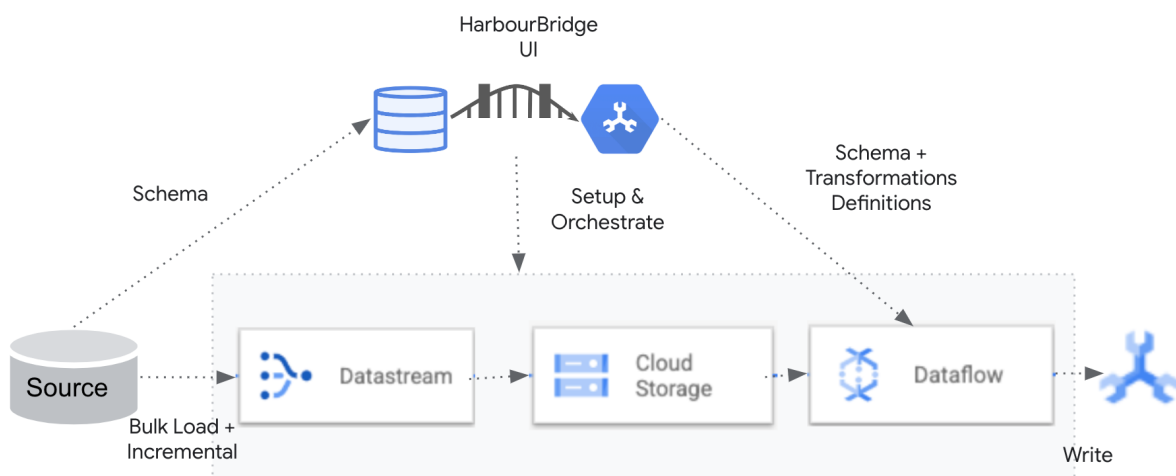 HarbourBridge
UI
Schema
Setup &
Orchestrate
Schema +
Transformations
Definitions
Source
Bulk Load +
Incremental
Datastream
Cloud
Storage
Dataflow
Write